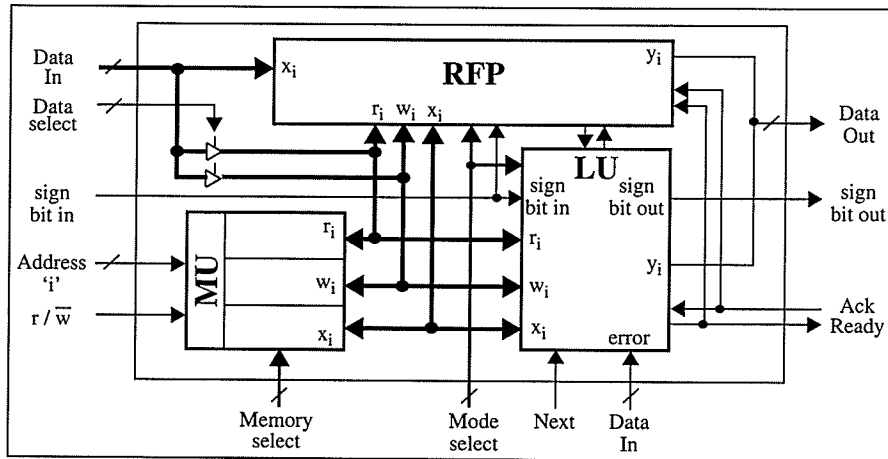 Data
In
Data
select
sign
bit in
Address
'i'
r / w̅
xi
RFP
yi
ri wi xi
LU
sign
bit in
sign
bit out
ri
wi
yi
xi
error
MU
ri
wi
xi
Data
Out
sign
bit out
Ack
Ready
Memory
select
Mode
select
Next
Data
In